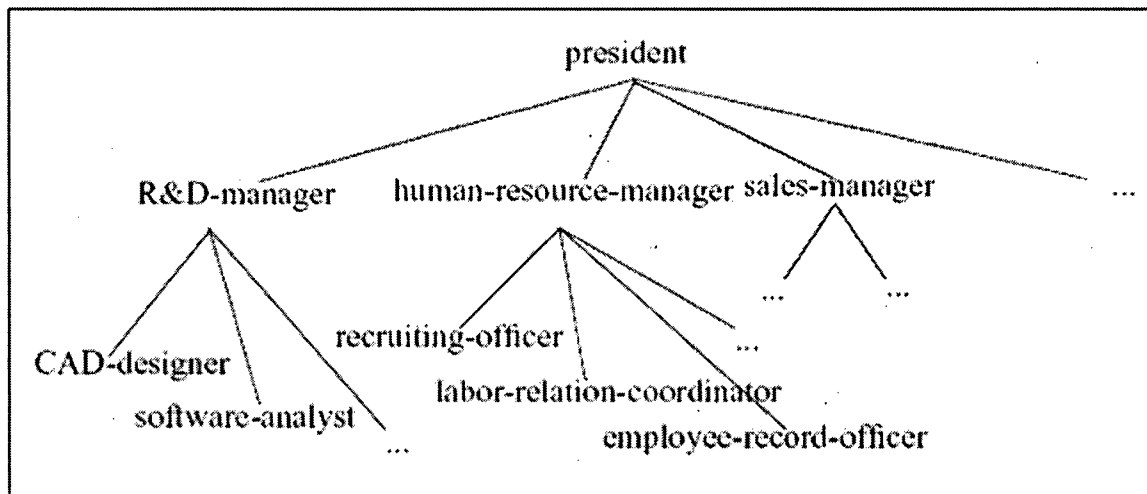 president
R&D-manager human-resource-manager sales-manager ...
... ...
recruiting-officer ...
CAD-designer
labor-relation-coordinator
software-analyst
employee-record-officer
...